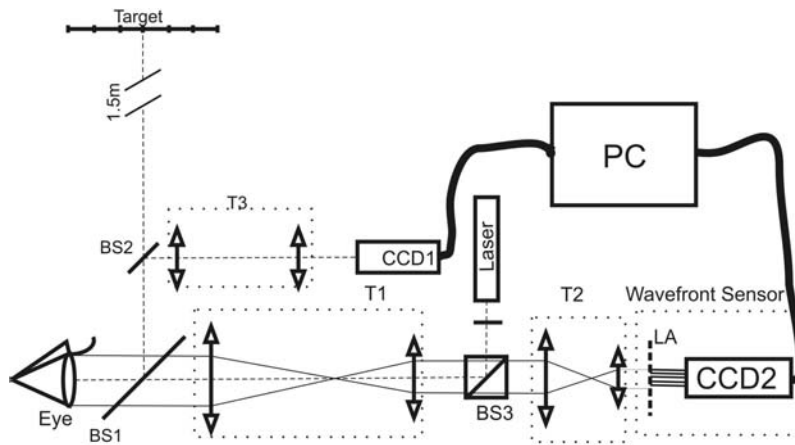 Target
1.5m
PC
T3
BS2
CCD1
Laser
T1
T2
Wavefront Sensor
LA
CCD2
Eye
BS1
BS3